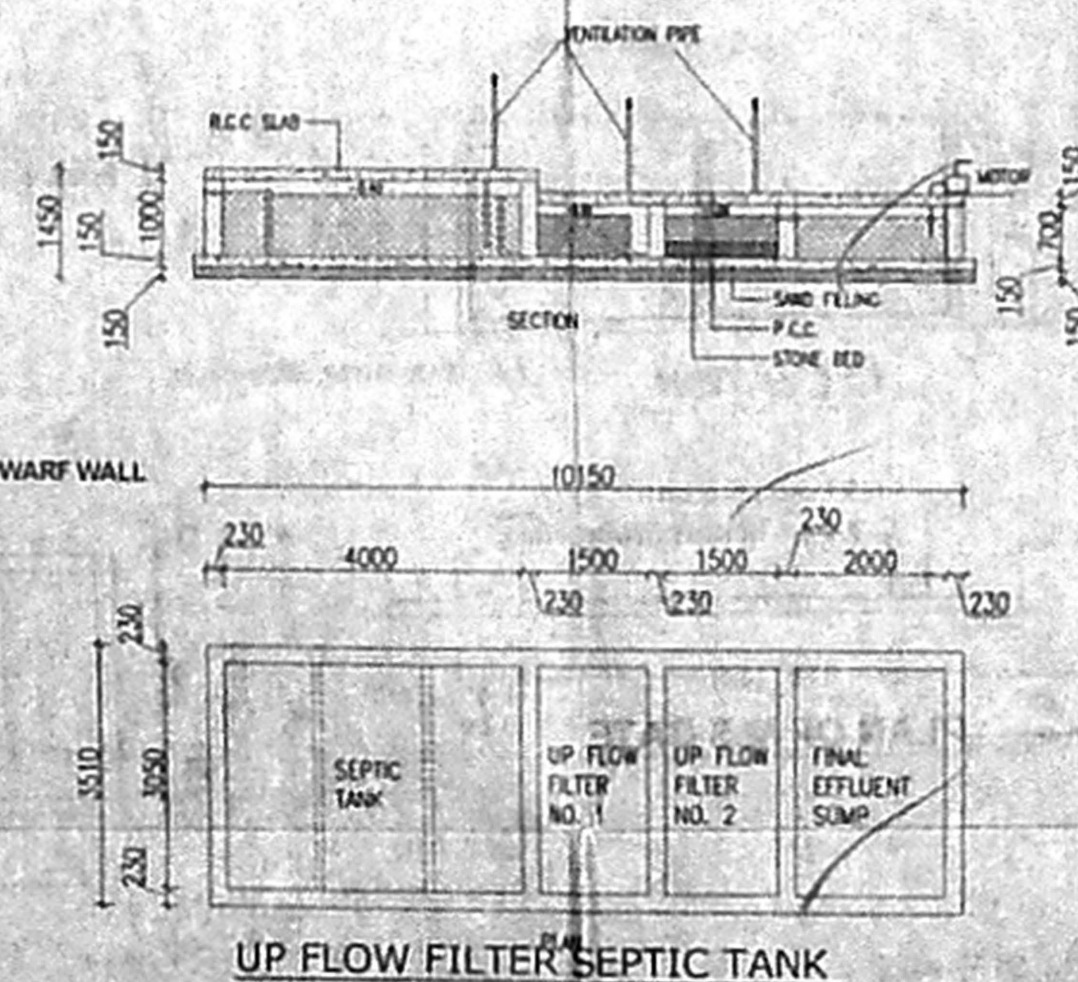 VENTILATION PIPE
R.C.C SLAB
150
150
1450
150
1000
MOTOR
700
150
150
150
SAND FILLING
SECTION
P.C.C.
STONE BED
WARF WALL
10150
230
230
4000
1500
1500
2000
230
230
230
230
3510
3050
SEPTIC
TANK
UP FLOW
FILTER
NO. 1
UP FLOW
FILTER
NO. 2
FINAL
EFFLUENT
SUMP
230
PLAN
UP FLOW FILTER SEPTIC TANK